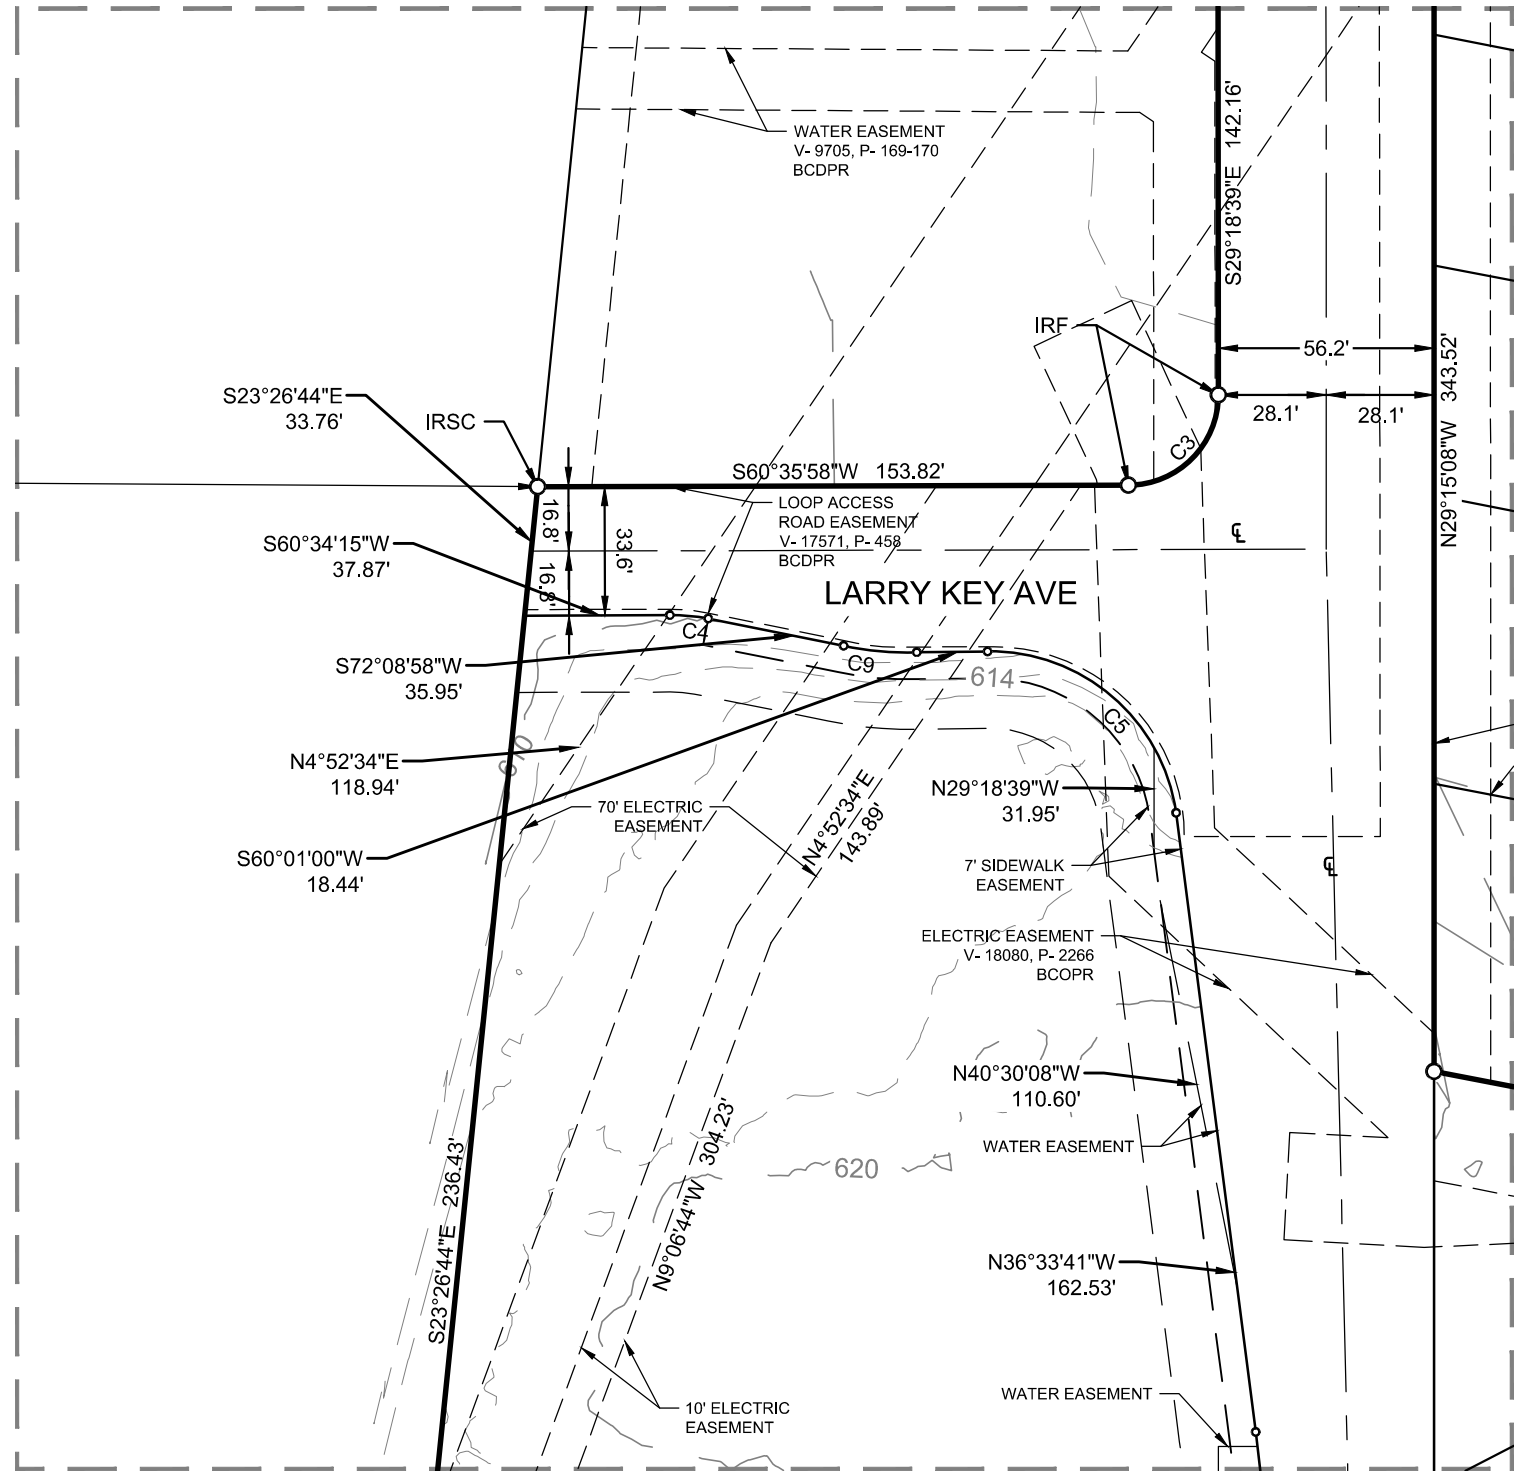 WATER EASEMENT
V- 9705, P- 169-170
BCDPR
S29°18'39"E 142.16'
IRF
56.2'
28.1'
28.1'
N29°15'08"W 343.52'
S23°26'44"E
33.76'
IRSC
C3
S60°35'58"W 153.82'
LOOP ACCESS
ROAD EASEMENT
V- 17571, P- 458
BCDPR
16.8'
33.6'
16.8'
S60°34'15"W
37.87'
LARRY KEY AVE
C4
C9
S72°08'58"W
35.95'
614
C5
610
N4°52'34"E
118.94'
N29°18'39"W
31.95'
70' ELECTRIC
EASEMENT
N4°52'34"E
143.89'
S60°01'00"W
18.44'
7' SIDEWALK
EASEMENT
ELECTRIC EASEMENT
V- 18080, P- 2266
BCOPR
N40°30'08"W
110.60'
WATER EASEMENT
620
S23°26'44"E 236.43'
N9°06'44"W 304.23'
N36°33'41"W
162.53'
10' ELECTRIC
EASEMENT
WATER EASEMENT